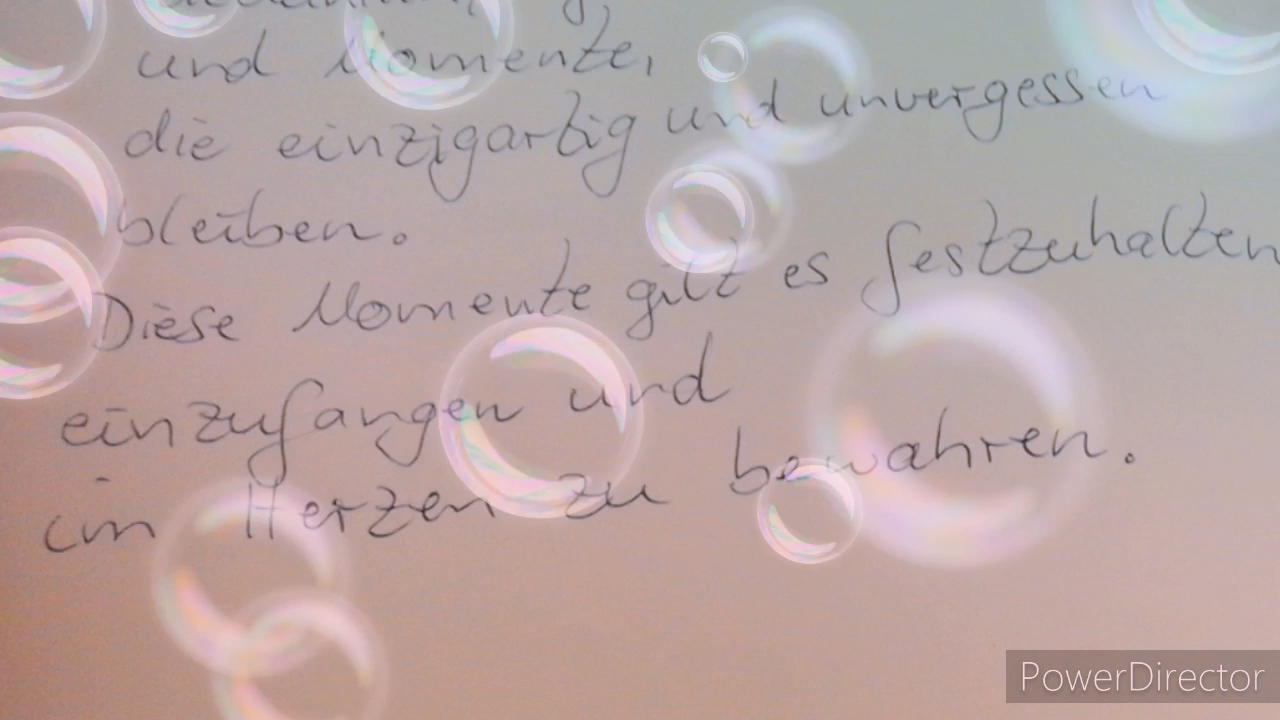 und Momente,
die einzigartig und unvergessen
bleiben.
Diese Momente gilt es festzuhalten
einzufangen und
im Herzen zu bewahren.
PowerDirector